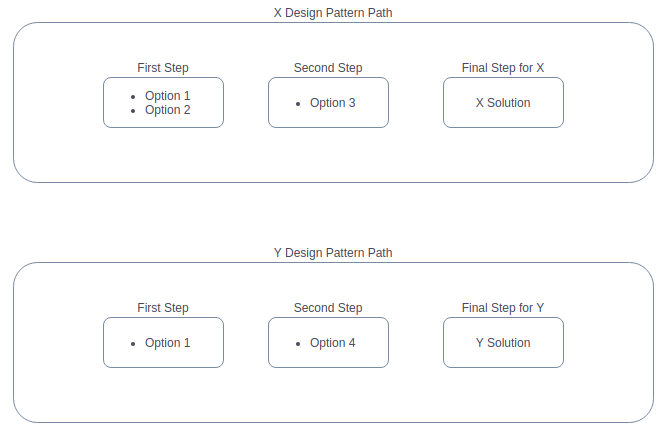 X Design Pattern Path
First Step
Second Step
Final Step for X
• Option 1
• Option 2
• Option 3
X Solution
Y Design Pattern Path
First Step
Second Step
Final Step for Y
• Option 1
• Option 4
Y Solution